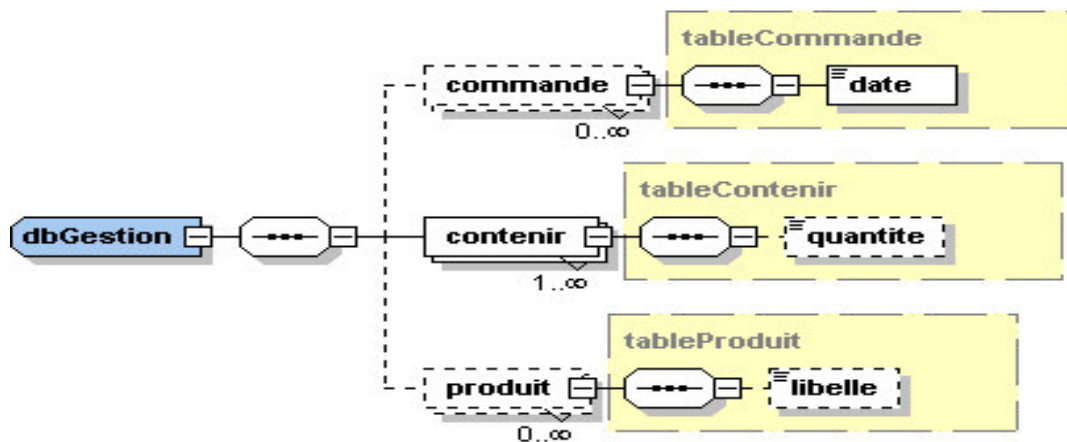 tableCommande
commande
date
0..∞
tableContenir
dbGestion
contenir
quantite
1..∞
tableProduit
produit
libelle
0..∞